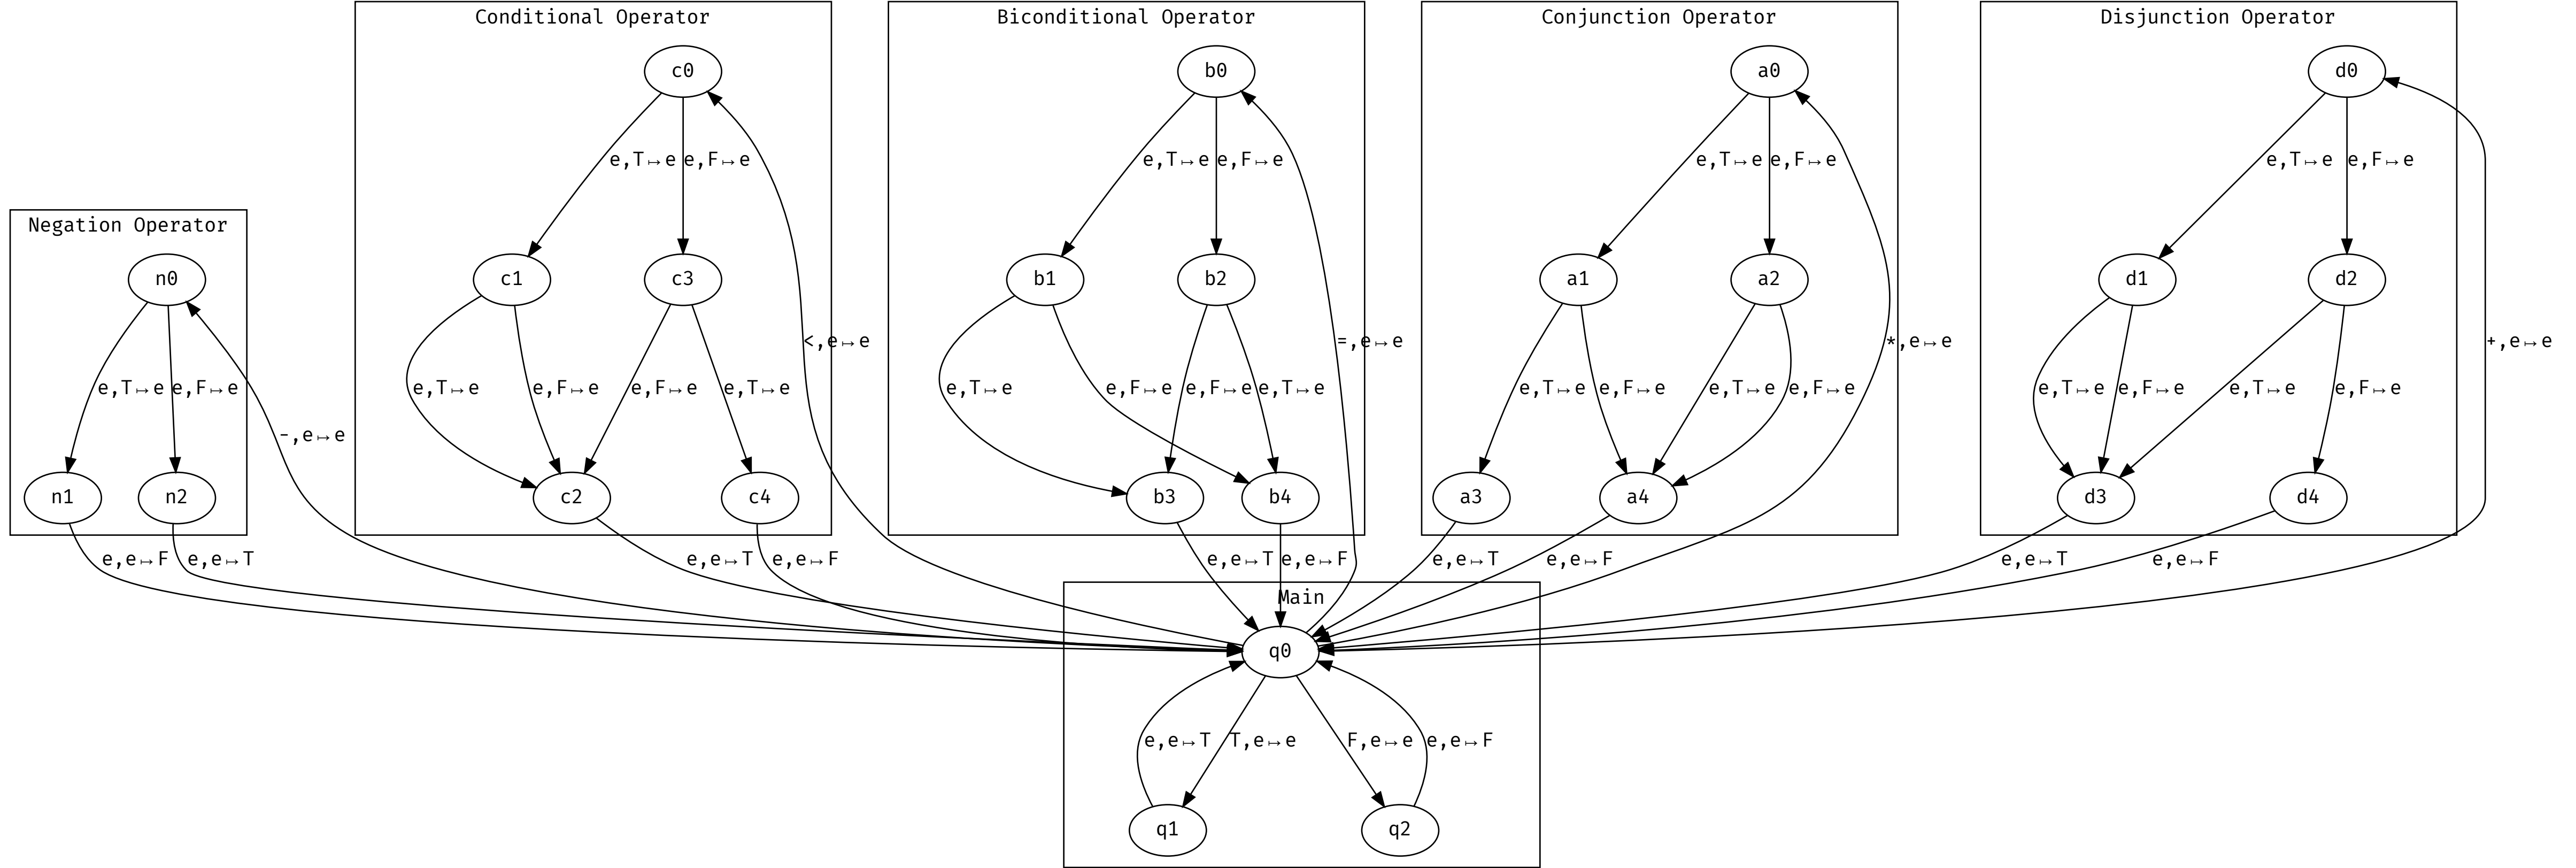 Conditional Operator
Biconditional Operator
Conjunction Operator
Disjunction Operator
c0
b0
a0
d0
e,T↦e
e,F↦e
e,T↦e
e,F↦e
e,T↦e
e,F↦e
e,T↦e
e,F↦e
Negation Operator
n0
c1
c3
b1
b2
a1
a2
d1
d2
<,e↦e
=,e↦e
*,e↦e
+,e↦e
e,T↦e
e,F↦e
e,T↦e
e,F↦e
e,F↦e
e,T↦e
e,T↦e
e,F↦e
e,F↦e
e,T↦e
e,T↦e
e,F↦e
e,T↦e
e,F↦e
e,T↦e
e,F↦e
e,T↦e
e,F↦e
-,e↦e
n1
n2
c2
c4
b3
b4
a3
a4
d3
d4
e,e↦F
e,e↦T
e,e↦T
e,e↦F
e,e↦T
e,e↦F
e,e↦T
e,e↦F
e,e↦T
e,e↦F
Main
q0
e,e↦T
T,e↦e
F,e↦e
e,e↦F
q1
q2